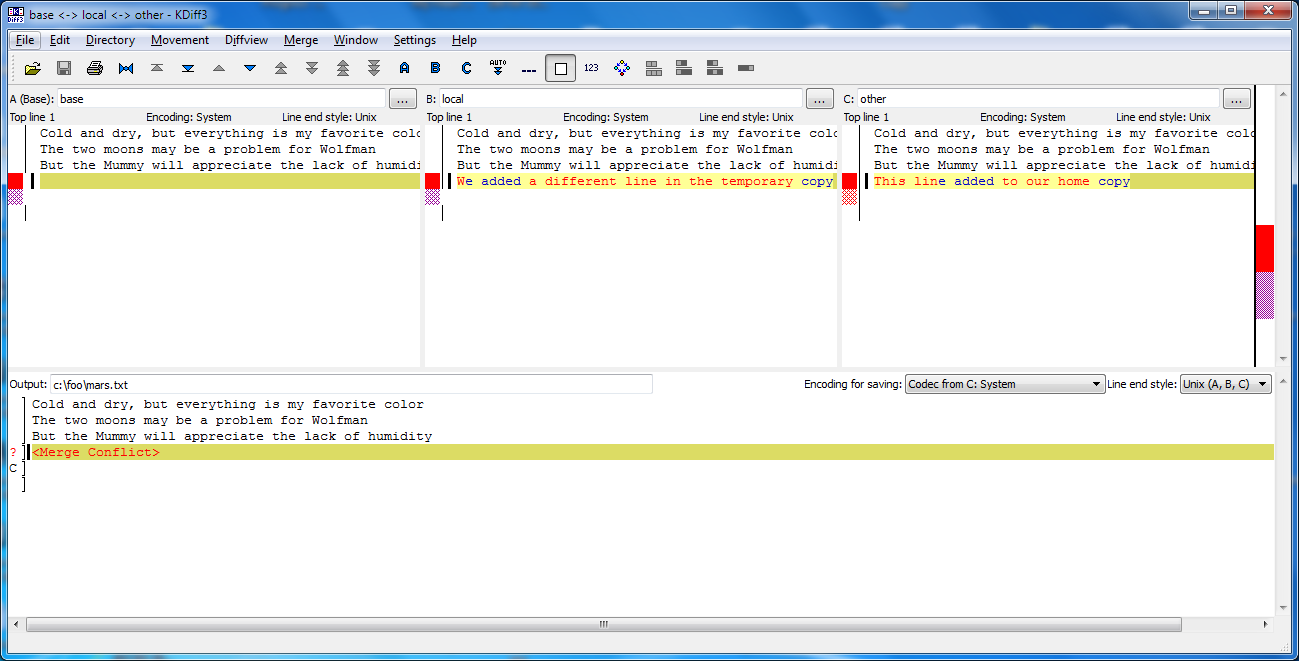 base <-> local <-> other - KDiff3
File Edit Directory Movement Diffview Merge Window Settings Help
A B C AUTO --- 123
A (Base): base ... B: local ... C: other ...
Top line 1 Encoding: System Line end style: Unix Top line 1 Encoding: System Line end style: Unix Top line 1 Encoding: System Line end style: Unix
Cold and dry, but everything is my favorite colo Cold and dry, but everything is my favorite colo Cold and dry, but everything is my favorite colo
The two moons may be a problem for Wolfman The two moons may be a problem for Wolfman The two moons may be a problem for Wolfman
But the Mummy will appreciate the lack of humidi But the Mummy will appreciate the lack of humidi But the Mummy will appreciate the lack of humidi
We added a different line in the temporary copy This line added to our home copy
Output: c:\foo\mars.txt Encoding for saving: Codec from C: System Line end style: Unix (A, B, C)
Cold and dry, but everything is my favorite color
The two moons may be a problem for Wolfman
But the Mummy will appreciate the lack of humidity
? <Merge Conflict>
C